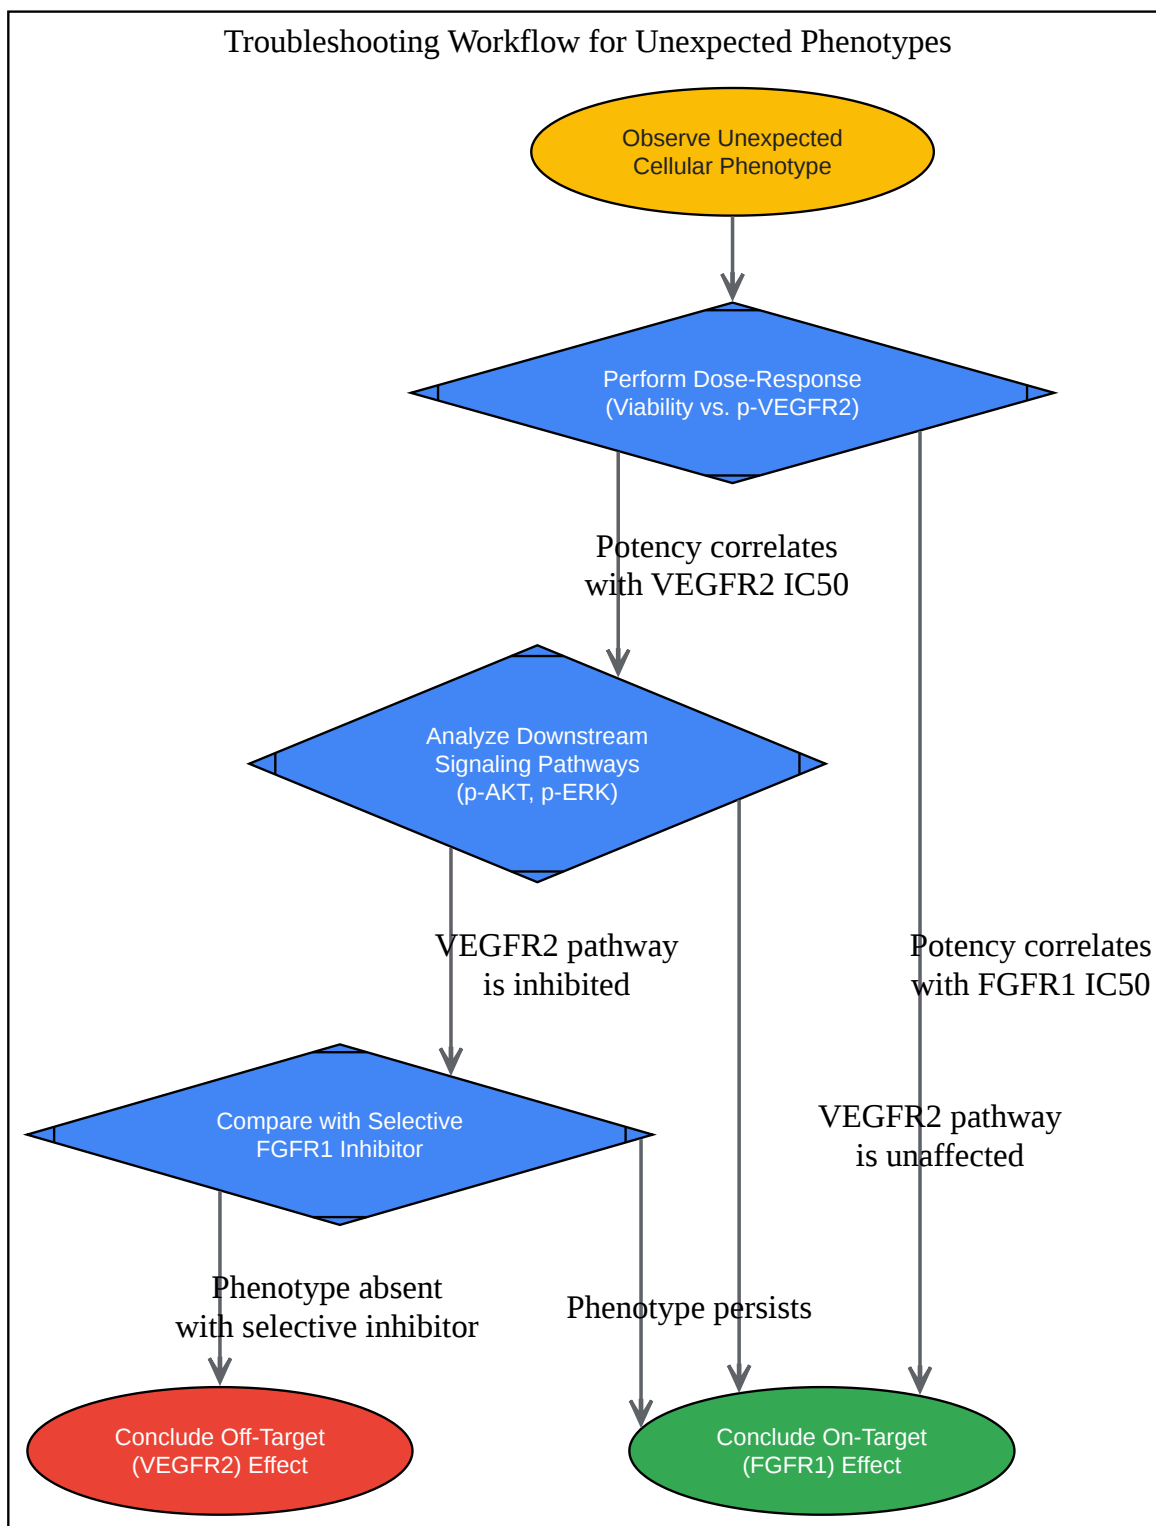 Troubleshooting Workflow for Unexpected Phenotypes
Observe Unexpected
Cellular Phenotype
Perform Dose-Response
(Viability vs. p-VEGFR2)
Potency correlates
with VEGFR2 IC50
Analyze Downstream
Signaling Pathways
(p-AKT, p-ERK)
VEGFR2 pathway
is inhibited
Potency correlates
with FGFR1 IC50
Compare with Selective
FGFR1 Inhibitor
VEGFR2 pathway
is unaffected
Phenotype absent
with selective inhibitor
Phenotype persists
Conclude Off-Target
(VEGFR2) Effect
Conclude On-Target
(FGFR1) Effect